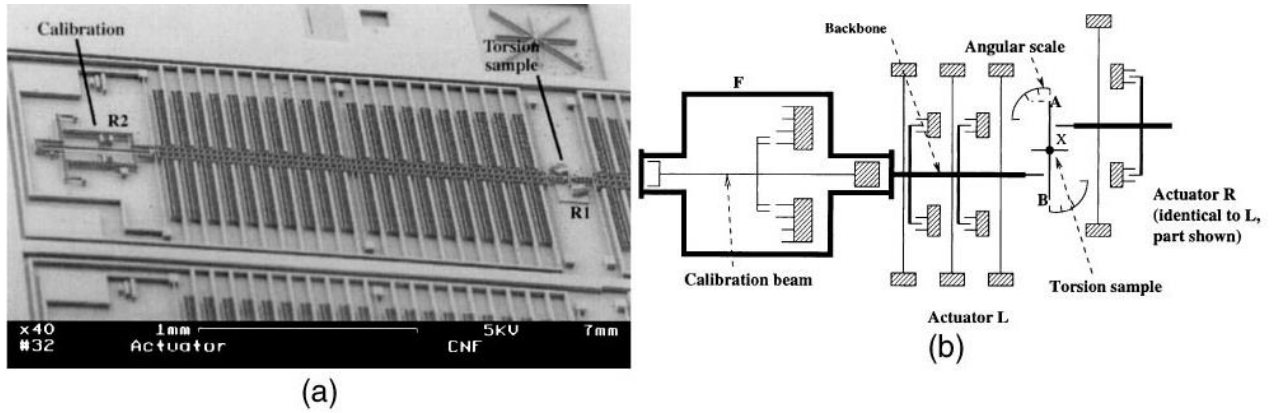 Calibration
Torsion
sample
R2
R1
x40
1mm
5KV
7mm
#32
Actuator
CNF
(a)
Backbone
Angular scale
F
A
X
B
Actuator R
(identical to L,
part shown)
Calibration beam
Torsion sample
Actuator L
(b)